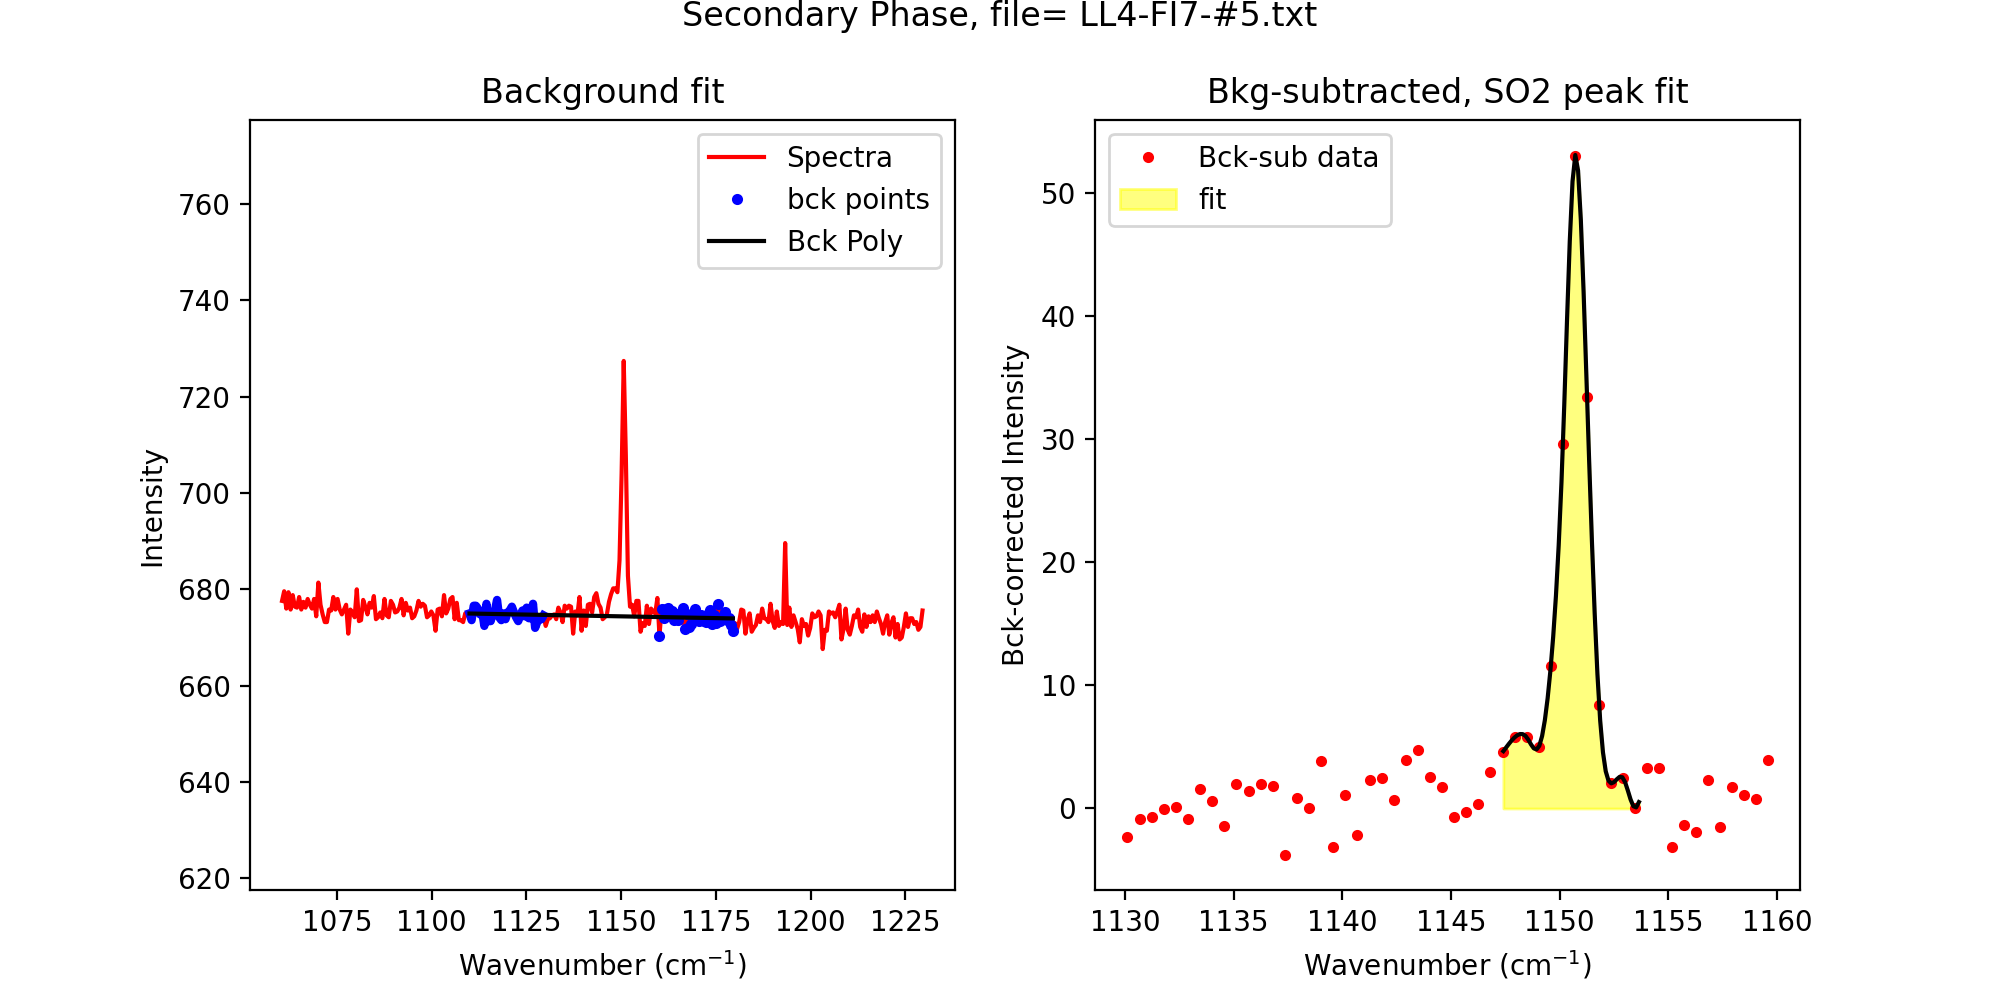 Secondary Phase, file= LL4-FI7-#5.txt
Background fit
Spectra
bck points
Bck Poly
760
740
720
700
680
660
640
620
Intensity
1075 1100 1125 1150 1175 1200 1225
Wavenumber (cm⁻¹)
Bkg-subtracted, SO2 peak fit
Bck-sub data
fit
50
40
30
20
10
0
Bck-corrected Intensity
1130 1135 1140 1145 1150 1155 1160
Wavenumber (cm⁻¹)